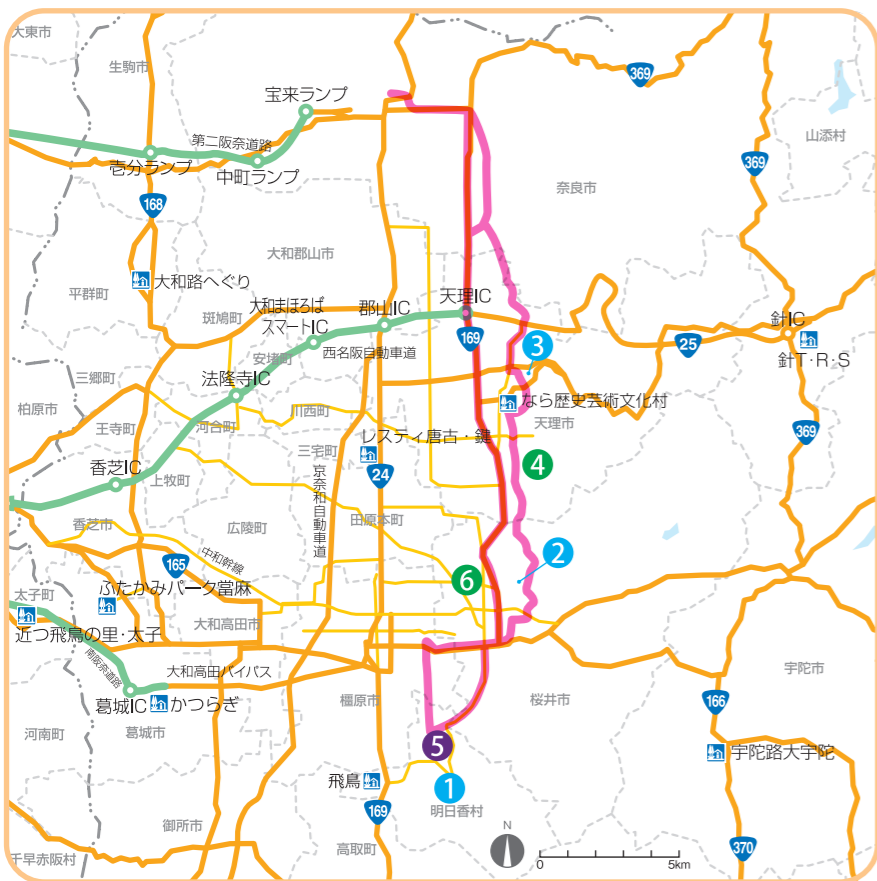 大東市
生駒市
369
宝来ランプ
山添村
第二阪奈道路
壱分ランプ
中町ランプ
369
奈良市
168
大和郡山市
大和路へぐり
平群町
斑鳩町
大和まほろば
スマートIC
郡山IC
天理IC
針IC
169
3
25
針T・R・S
安堵町
西名阪自動車道
三郷町
法隆寺IC
柏原市
川西町
なら歴史芸術文化村
王寺町
河合町
天理市
三宅町
レスティ唐古・鍵
369
香芝IC
上牧町
24
4
京奈和自動車道
香芝市
広陵町
田原本町
中和幹線
165
2
6
太子町
ふたかみパーク當麻
大和高田市
近つ飛鳥の里・太子
南阪奈道路
大和高田バイパス
宇陀市
葛城IC
かつらぎ
橿原市
桜井市
166
河南町
葛城市
5
宇陀路大宇陀
飛鳥
1
169
明日香村
御所市
N
千早赤阪村
高取町
370
0
5km